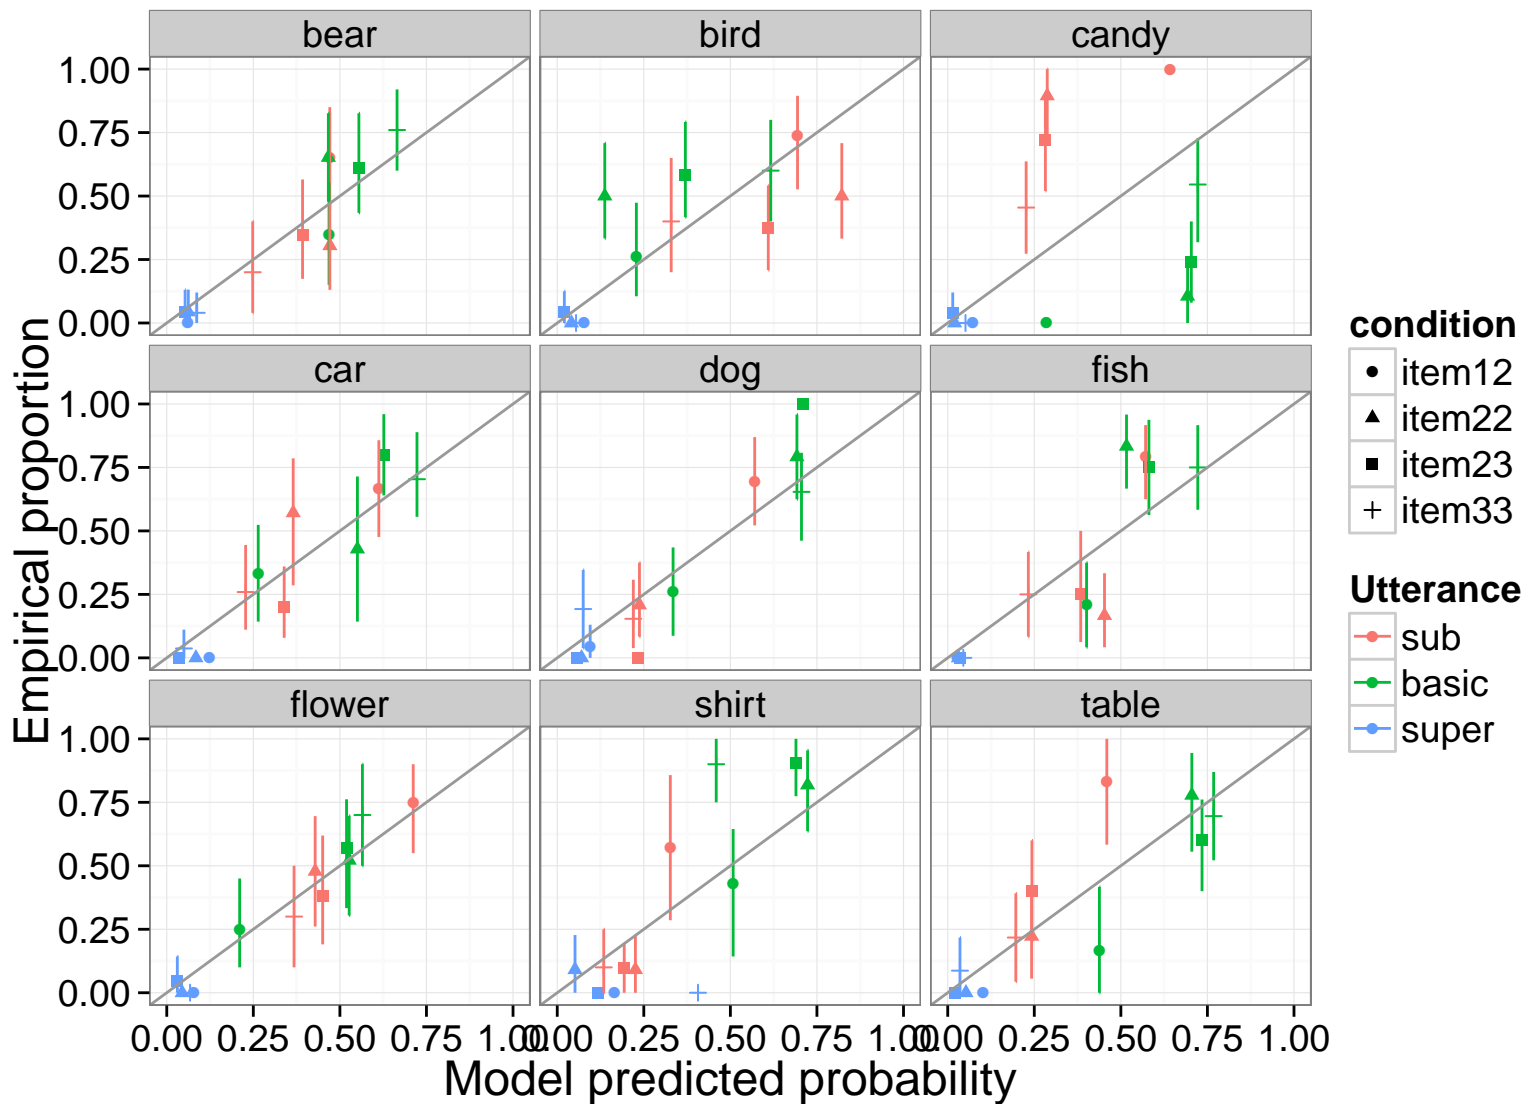 bear bird candy
1.00
0.75
0.50
0.25
0.00
car dog fish
1.00
0.75
0.50
0.25
0.00
flower shirt table
1.00
0.75
0.50
0.25
0.00
0.00 0.25 0.50 0.75 1.00 0.00 0.25 0.50 0.75 1.00 0.00 0.25 0.50 0.75 1.00
Model predicted probability
Empirical proportion
condition
item12
item22
item23
item33
Utterance
sub
basic
super